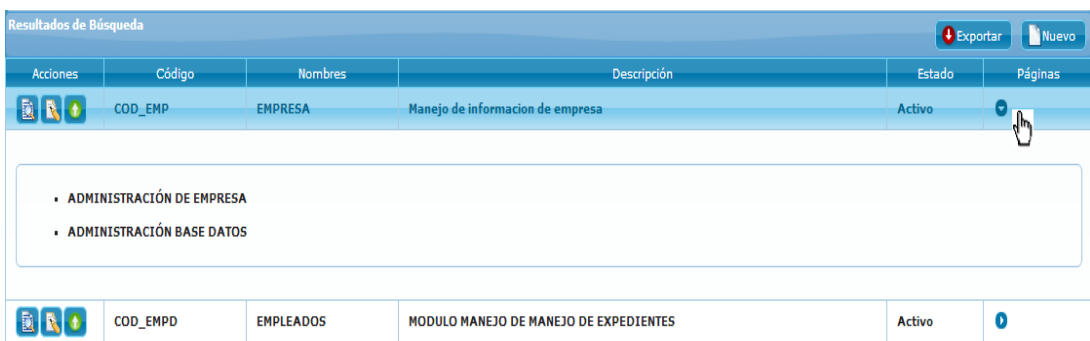 Resultados de Búsqueda
Exportar Nuevo
Acciones Código Nombres Descripción Estado Páginas
COD_EMP EMPRESA Manejo de informacion de empresa Activo
ADMINISTRACIÓN DE EMPRESA
ADMINISTRACIÓN BASE DATOS
COD_EMPD EMPLEADOS MODULO MANEJO DE MANEJO DE EXPEDIENTES Activo